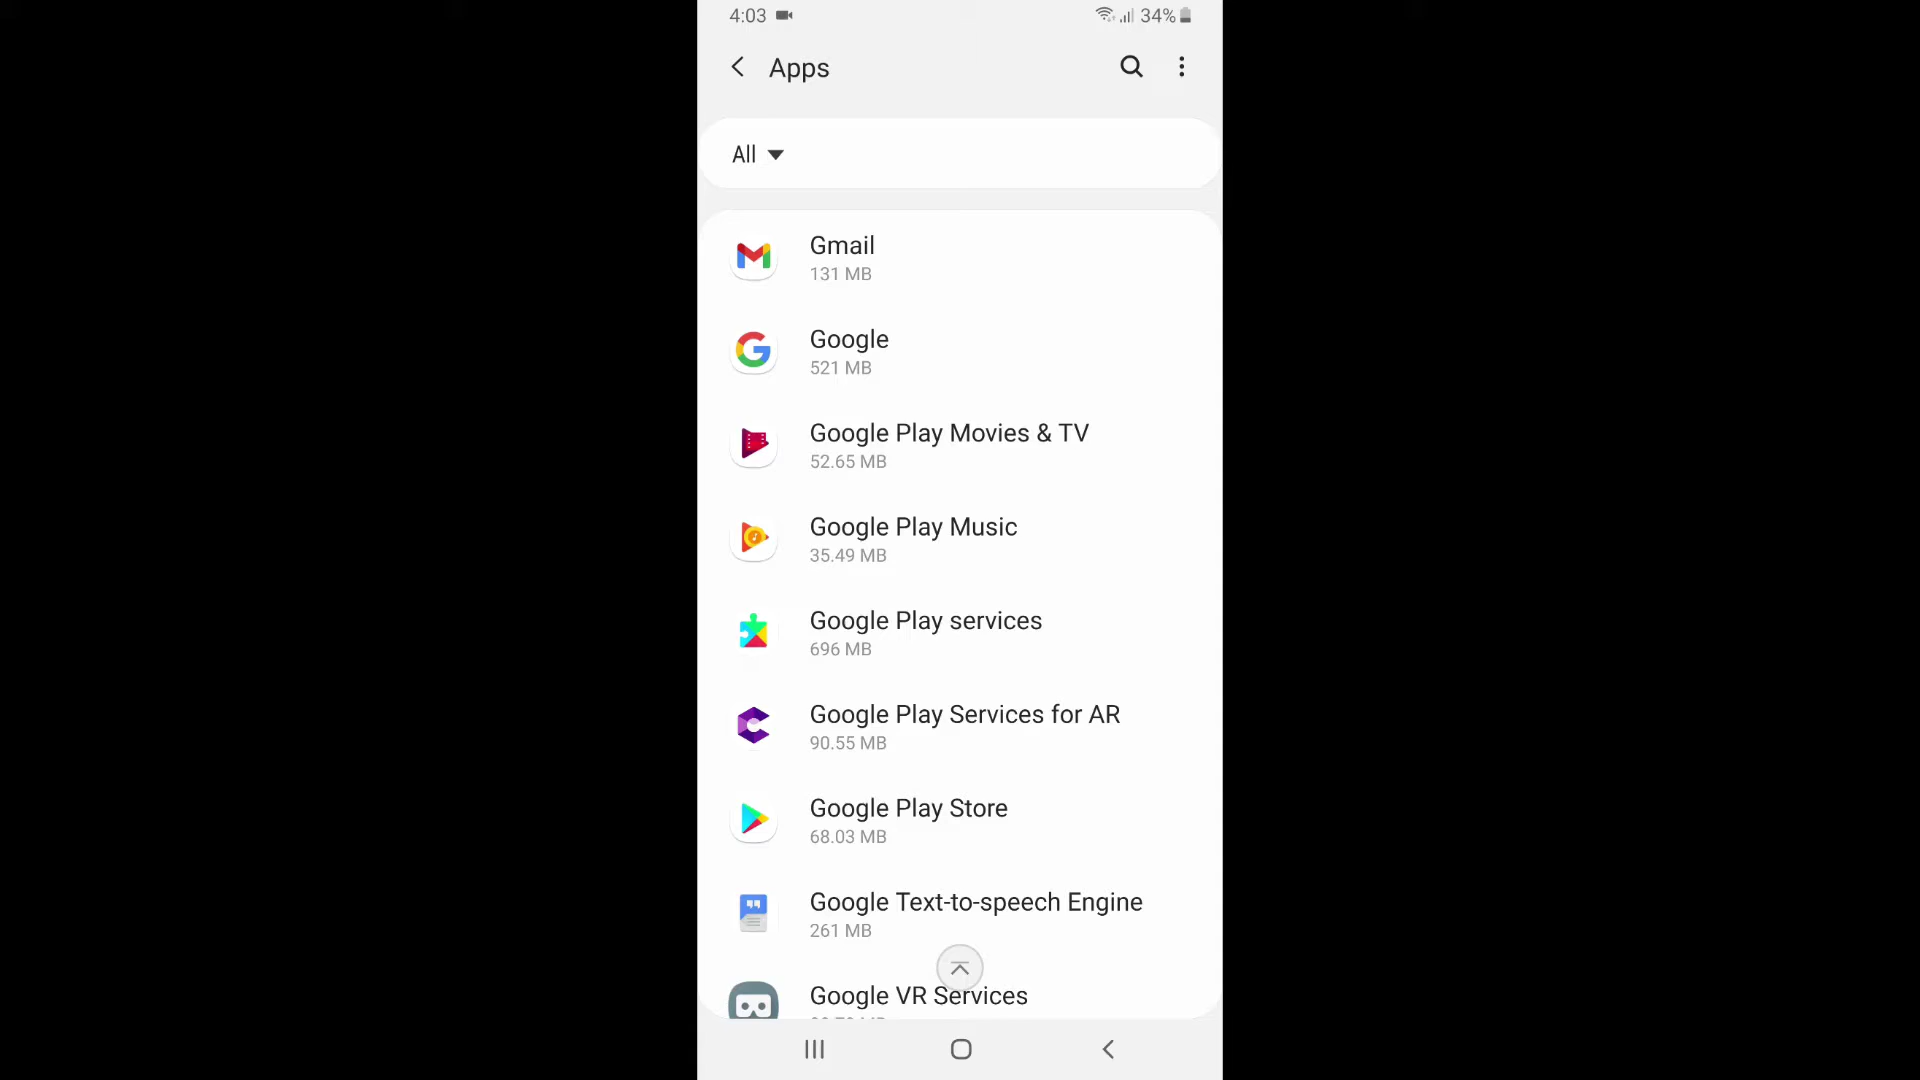 4:03
34%
Apps
All
Gmail
131 MB
Google
521 MB
Google Play Movies & TV
52.65 MB
Google Play Music
35.49 MB
Google Play services
696 MB
Google Play Services for AR
90.55 MB
Google Play Store
68.03 MB
Google Text-to-speech Engine
261 MB
Google VR Services